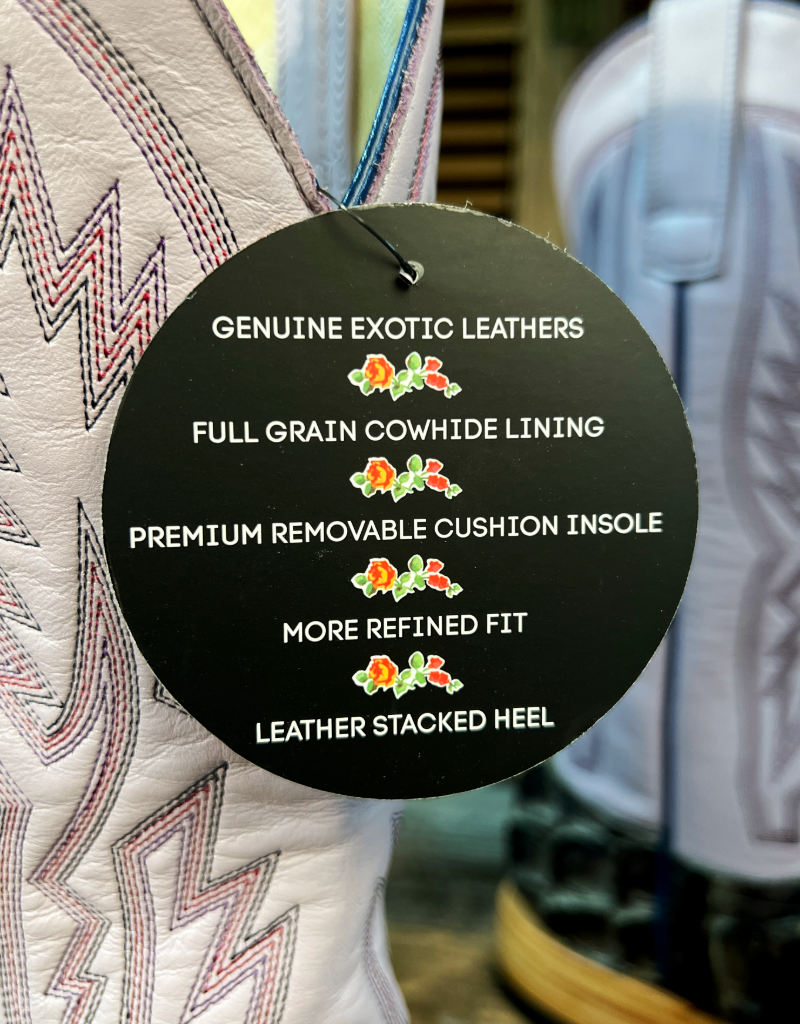 GENUINE EXOTIC LEATHERS
FULL GRAIN COWHIDE LINING
PREMIUM REMOVABLE CUSHION INSOLE
MORE REFINED FIT
LEATHER STACKED HEEL